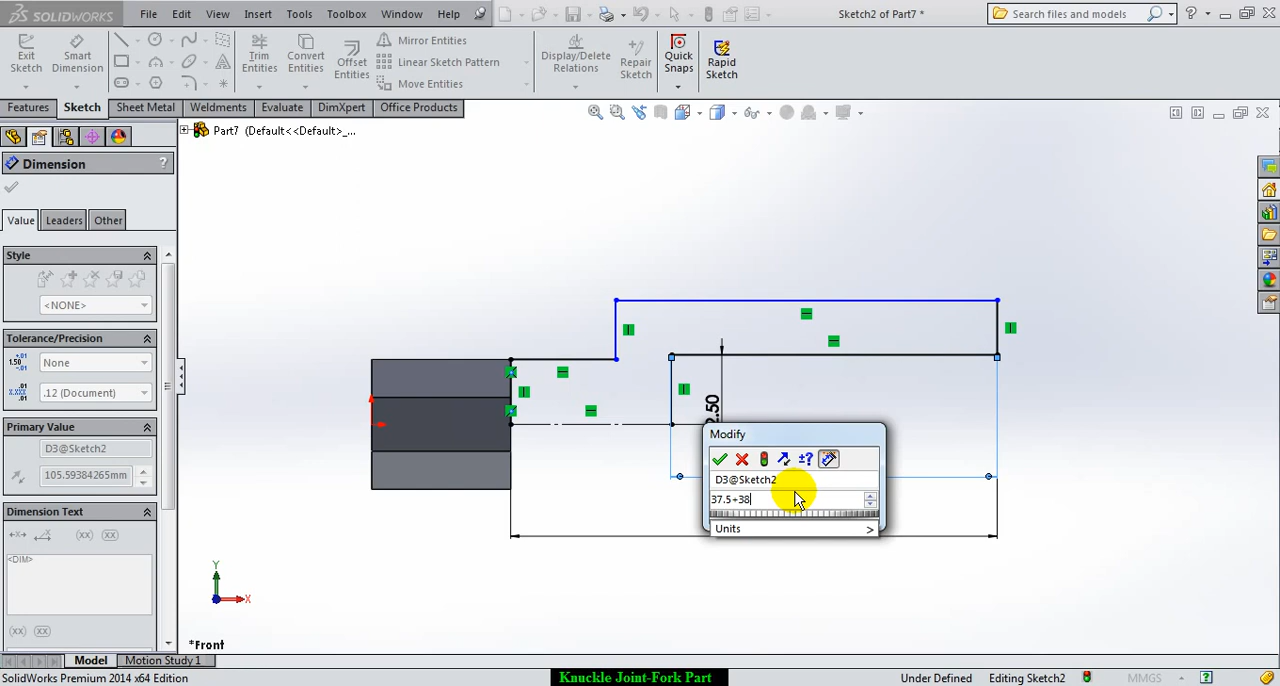 SOLIDWORKS File Edit View Insert Tools Toolbox Window Help Sketch2 of Part7 * Search files and models ?
Exit Sketch
Smart Dimension
Trim Entities
Convert Entities
Offset Entities
Mirror Entities
Linear Sketch Pattern
Move Entities
Display/Delete Relations
Repair Sketch
Quick Snaps
Rapid Sketch
Features Sketch Sheet Metal Weldments Evaluate DimXpert Office Products
Part7 (Default<<Default>_...
Dimension ?
Value Leaders Other
Style
<NONE>
Tolerance/Precision
None
.12 (Document)
Primary Value
D3@Sketch2
105.59384265mm
Dimension Text
<DIM>
(xx) (xx)
2.50
Modify
±?
D3@Sketch2
37.5+38
Units >
Y
X
*Front
Model Motion Study 1
SolidWorks Premium 2014 x64 Edition Knuckle Joint-Fork Part Under Defined Editing Sketch2 MMGS ?